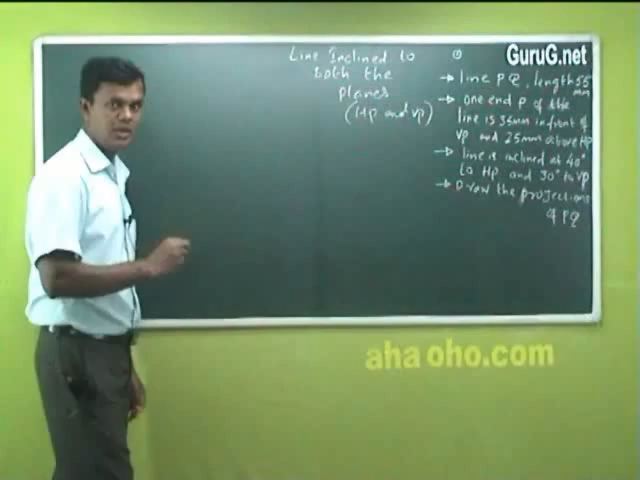 Line Inclined to
both the
planes
(HP and VP)
①
GuruG.net
→ line PQ, length 55
mm
→ one end P of the
line is 35mm infront of
VP and 25mm above HP
→ line is inclined at 40°
to HP and 30° to VP
→ Draw the projections
of PQ
aha oho.com